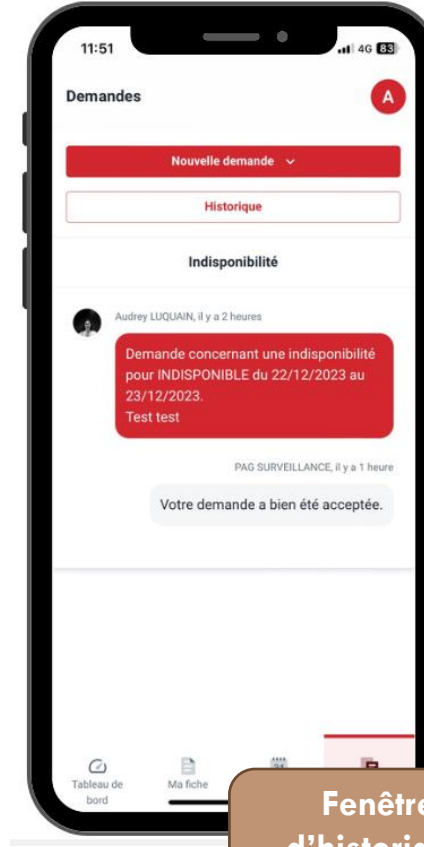 11:51
4G 83
Demandes
A
Nouvelle demande
Historique
Indisponibilité
Audrey LUQUAIN, il y a 2 heures
Demande concernant une indisponibilité
pour INDISPONIBLE du 22/12/2023 au
23/12/2023.
Test test
PAG SURVEILLANCE, il y a 1 heure
Votre demande a bien été acceptée.
Tableau de
bord
Ma fiche
Fenêtre